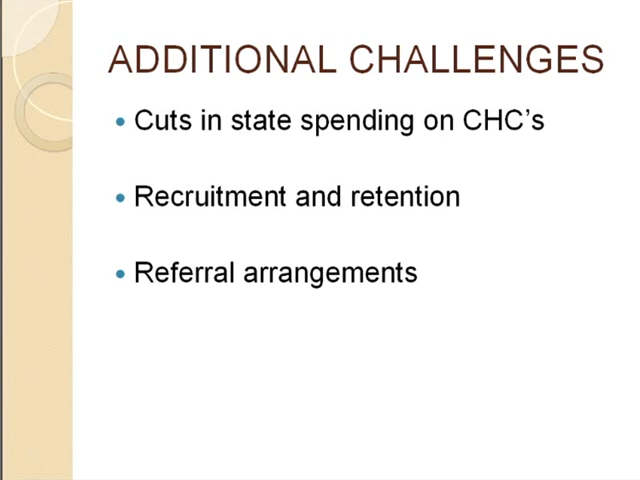 ADDITIONAL CHALLENGES
Cuts in state spending on CHC’s
Recruitment and retention
Referral arrangements